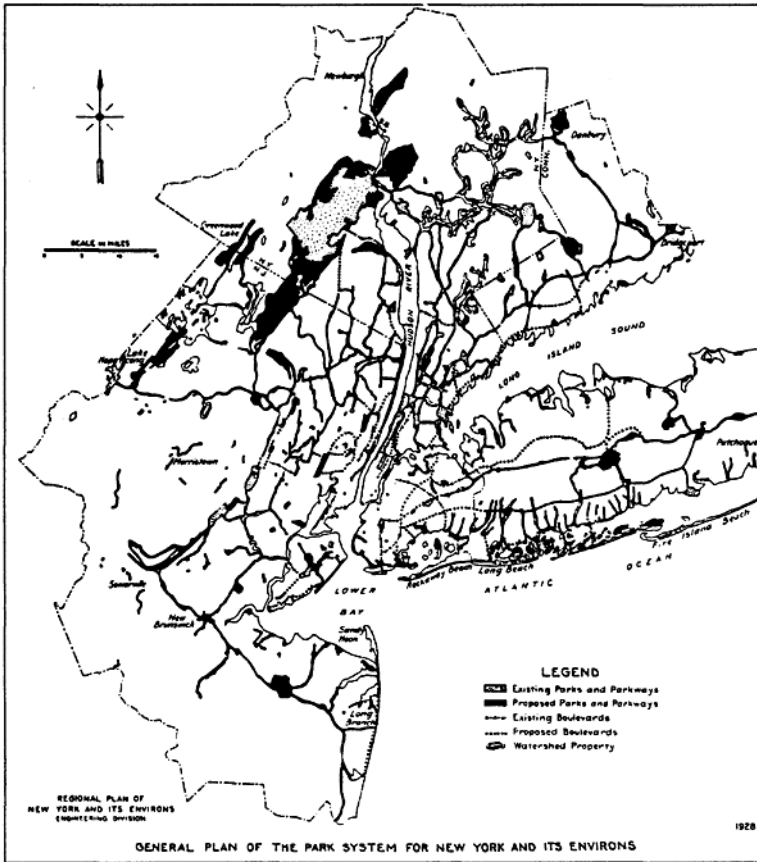 Newburgh
Danbury
N.Y.
CONN.
Greenwood
Lake
SCALE IN MILES
N.Y.
N.J.
Bridgeport
HUDSON RIVER
LONG ISLAND SOUND
Lake
Hopatcong
Patchogue
Morristown
Fire Island Beach
Somerville
Rockaway Beach
Long Beach
ATLANTIC OCEAN
LOWER
BAY
New
Brunswick
Sandy
Hook
Long
Branch
LEGEND
Existing Parks and Parkways
Proposed Parks and Parkways
Existing Boulevards
Proposed Boulevards
Watershed Property
REGIONAL PLAN OF
NEW YORK AND ITS ENVIRONS
ENGINEERING DIVISION
1928
GENERAL PLAN OF THE PARK SYSTEM FOR NEW YORK AND ITS ENVIRONS